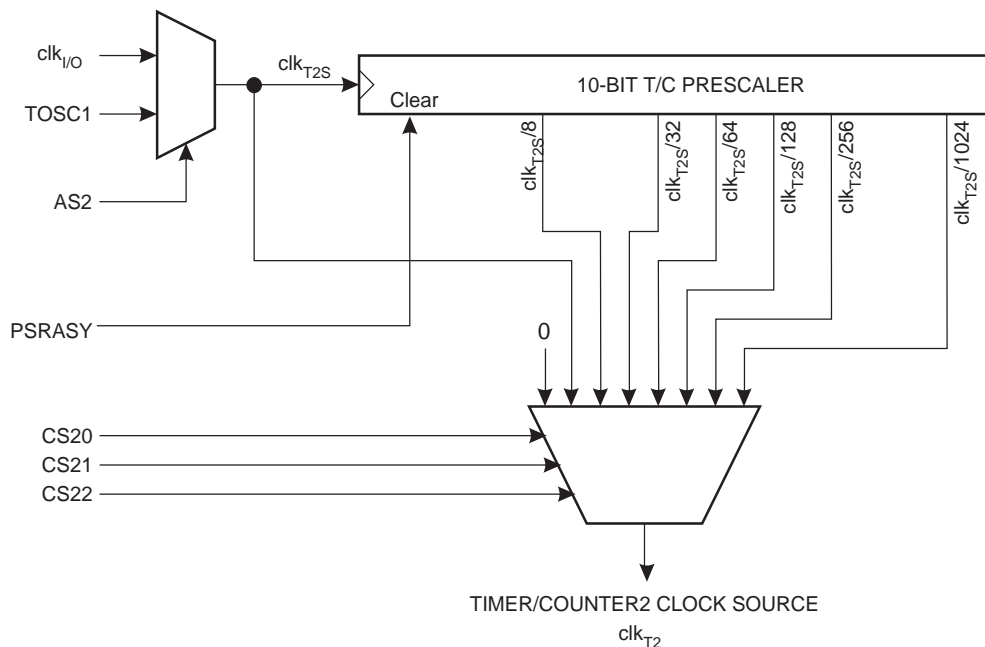 clkI/O
clkT2S
10-BIT T/C PRESCALER
TOSC1
Clear
clkT2S/8
clkT2S/32
clkT2S/64
clkT2S/128
clkT2S/256
clkT2S/1024
AS2
PSRASY
0
CS20
CS21
CS22
TIMER/COUNTER2 CLOCK SOURCE
clkT2